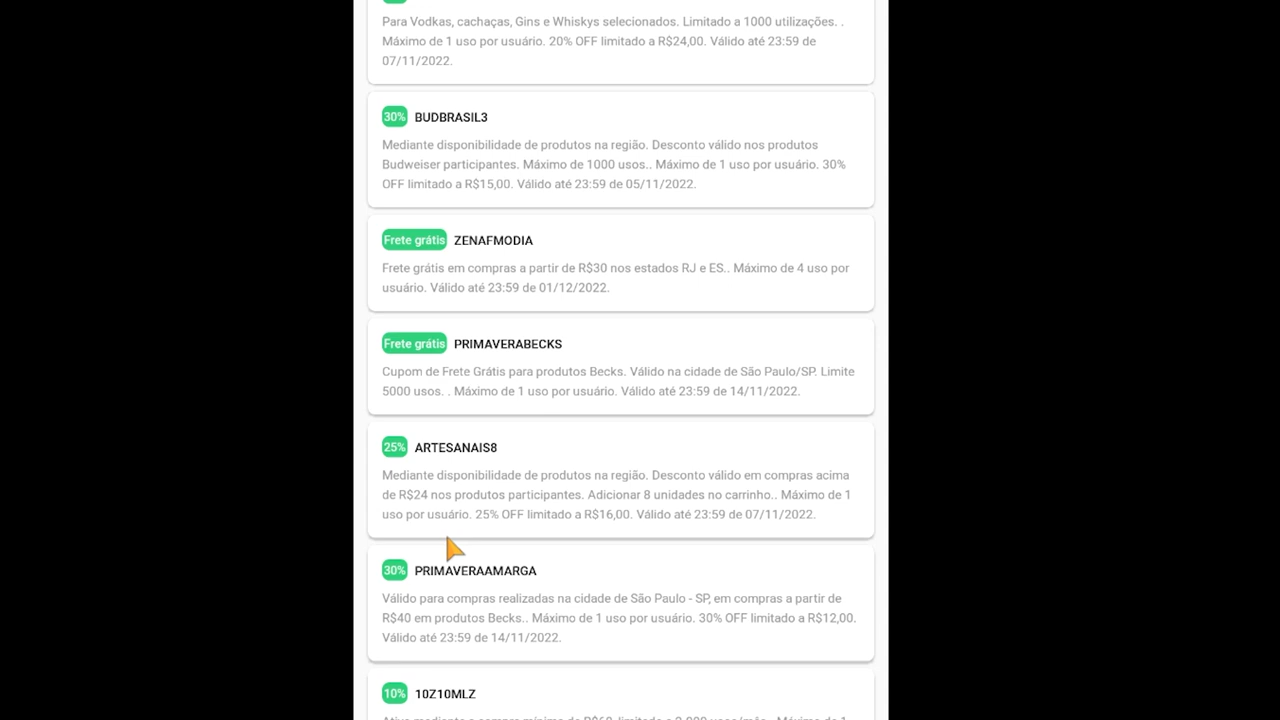 Para Vodkas, cachaças, Gins e Whiskys selecionados. Limitado a 1000 utilizações. .
Máximo de 1 uso por usuário. 20% OFF limitado a R$24,00. Válido até 23:59 de
07/11/2022.
30% BUDBRASIL3
Mediante disponibilidade de produtos na região. Desconto válido nos produtos
Budweiser participantes. Máximo de 1000 usos.. Máximo de 1 uso por usuário. 30%
OFF limitado a R$15,00. Válido até 23:59 de 05/11/2022.
Frete grátis ZENAFMODIA
Frete grátis em compras a partir de R$30 nos estados RJ e ES.. Máximo de 4 uso por
usuário. Válido até 23:59 de 01/12/2022.
Frete grátis PRIMAVERABECKS
Cupom de Frete Grátis para produtos Becks. Válido na cidade de São Paulo/SP. Limite
5000 usos. . Máximo de 1 uso por usuário. Válido até 23:59 de 14/11/2022.
25% ARTESANAIS8
Mediante disponibilidade de produtos na região. Desconto válido em compras acima
de R$24 nos produtos participantes. Adicionar 8 unidades no carrinho.. Máximo de 1
uso por usuário. 25% OFF limitado a R$16,00. Válido até 23:59 de 07/11/2022.
30% PRIMAVERAAMARGA
Válido para compras realizadas na cidade de São Paulo - SP, em compras a partir de
R$40 em produtos Becks.. Máximo de 1 uso por usuário. 30% OFF limitado a R$12,00.
Válido até 23:59 de 14/11/2022.
10% 10Z10MLZ